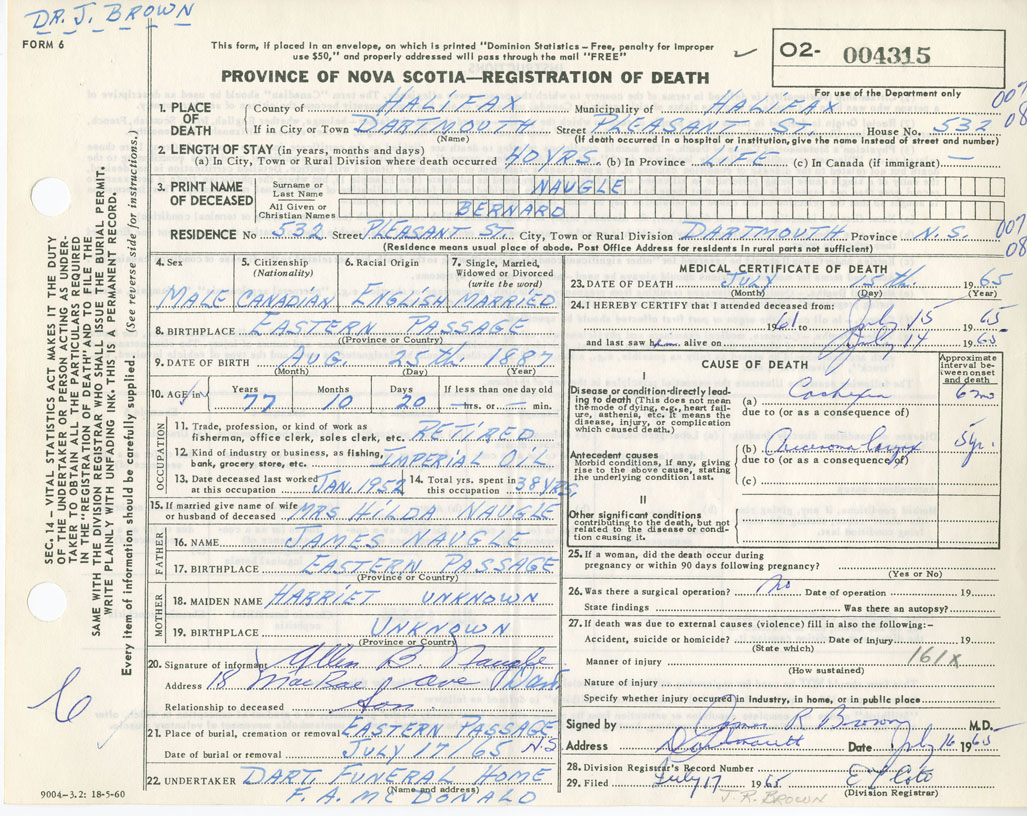 DR. J. BROWN
FORM 6
This form, if placed in an envelope, on which is printed "Dominion Statistics – Free, penalty for improper
use $50," and properly addressed will pass through the mail "FREE"
O2- 004315
For use of the Department only
PROVINCE OF NOVA SCOTIA—REGISTRATION OF DEATH
007
08
1. PLACE OF DEATH
County of HALIFAX Municipality of HALIFAX
If in City or Town DARTMOUTH Street PLEASANT ST. House No. 532
(Name) (If death occurred in a hospital or institution, give the name instead of street and number)
2. LENGTH OF STAY (in years, months and days)
(a) In City, Town or Rural Division where death occurred 40 YRS. (b) In Province LIFE (c) In Canada (if immigrant) —
3. PRINT NAME OF DECEASED
Surname or Last Name NAUGLE
All Given or Christian Names BERNARD
RESIDENCE No 532 Street PLEASANT ST. City, Town or Rural Division DARTMOUTH Province N.S.
(Residence means usual place of abode. Post Office Address for residents in rural parts not sufficient)
007
08
4. Sex MALE
5. Citizenship (Nationality) CANADIAN
6. Racial Origin ENGLISH
7. Single, Married, Widowed or Divorced (write the word) MARRIED
8. BIRTHPLACE EASTERN PASSAGE
(Province or Country)
9. DATE OF BIRTH AUG. 25th 1887
(Month) (Day) (Year)
10. AGE in Years 77 Months 10 Days 20 If less than one day old — hrs. or — min.
OCCUPATION
11. Trade, profession, or kind of work as
fisherman, office clerk, sales clerk, etc. RETIRED
12. Kind of industry or business, as fishing,
bank, grocery store, etc. IMPERIAL OIL
13. Date deceased last worked at this occupation JAN. 1952
14. Total yrs. spent in this occupation 38 YRS.
15. If married give name of wife
or husband of deceased MRS HILDA NAUGLE
FATHER
16. NAME JAMES NAUGLE
17. BIRTHPLACE EASTERN PASSAGE
(Province or Country)
MOTHER
18. MAIDEN NAME HARRIET UNKNOWN
19. BIRTHPLACE UNKNOWN
(Province or Country)
20. Signature of informant Allen B Naugle
Address 18 MacRae Ave Dart
Relationship to deceased Son
21. Place of burial, cremation or removal EASTERN PASSAGE
Date of burial or removal JULY 17/65 N.S.
22. UNDERTAKER DART. FUNERAL HOME
(Name and address)
F. A. MC DONALD
9004–3.2: 18-5-60
MEDICAL CERTIFICATE OF DEATH
23. DATE OF DEATH JULY 15th 1965
(Month) (Day) (Year)
24. I HEREBY CERTIFY that I attended deceased from:
1961 to July 15 1965
and last saw him alive on July 14 1965
CAUSE OF DEATH
Approximate interval between onset and death
I
Disease or condition directly leading to death (This does not mean
the mode of dying, e.g., heart failure, asthenia, etc. It means the
disease, injury, or complication which caused death.)
(a) Cachexia 6 mo
due to (or as a consequence of)
Antecedent causes
Morbid conditions, if any, giving
rise to the above cause, stating
the underlying condition last.
(b) 5 yr.
due to (or as a consequence of)
(c)
II
Other significant conditions
contributing to the death, but not
related to the disease or condition causing it.
25. If a woman, did the death occur during
pregnancy or within 90 days following pregnancy?
(Yes or No)
26. Was there a surgical operation? No Date of operation 19
State findings Was there an autopsy?
27. If death was due to external causes (violence) fill in also the following:–
Accident, suicide or homicide? Date of injury 19
(State which)
Manner of injury 161X
(How sustained)
Nature of injury
Specify whether injury occurred in industry, in home, or in public place
Signed by James R Brown M.D.
Address Dartmouth Date July 16 1965
28. Division Registrar's Record Number
29. Filed July 17 1965
(Division Registrar)
J. R. BROWN
SEC. 14 – VITAL STATISTICS ACT MAKES IT THE DUTY
OF THE UNDERTAKER OR PERSON ACTING AS UNDER-
TAKER TO OBTAIN ALL THE PARTICULARS REQUIRED
IN THE "REGISTRATION OF DEATH" AND TO FILE THE
SAME WITH THE DIVISION REGISTRAR WHO SHALL ISSUE THE BURIAL PERMIT.
WRITE PLAINLY WITH UNFADING INK. THIS IS A PERMANENT RECORD.
Every item of information should be carefully supplied. (See reverse side for instructions.)